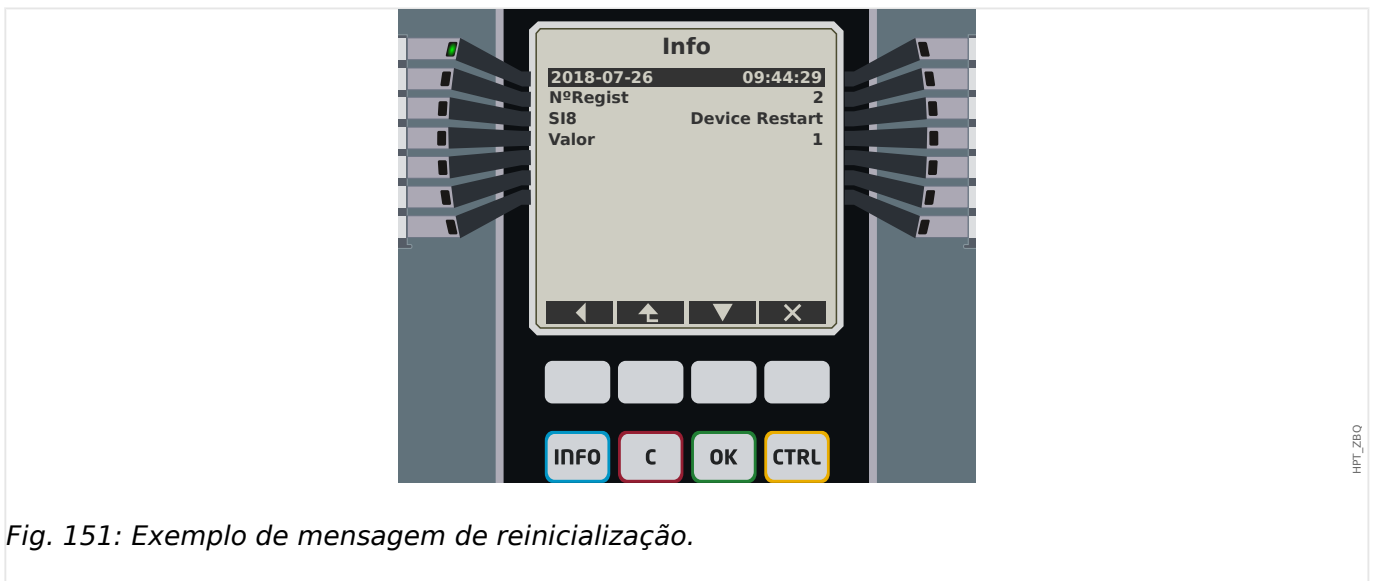 Info
2018-07-26 09:44:29
NºRegist 2
SI8 Device Restart
Valor 1
INFO C OK CTRL
HPT_ZBQ
Fig. 151: Exemplo de mensagem de reinicialização.